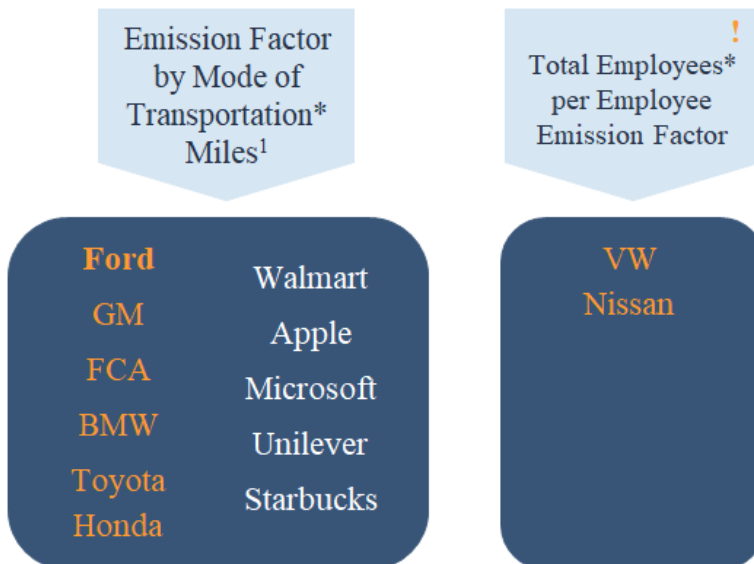 Emission Factor
by Mode of
Transportation*
Miles¹
Ford
GM
FCA
BMW
Toyota
Honda
Walmart
Apple
Microsoft
Unilever
Starbucks
!
Total Employees*
per Employee
Emission Factor
VW
Nissan